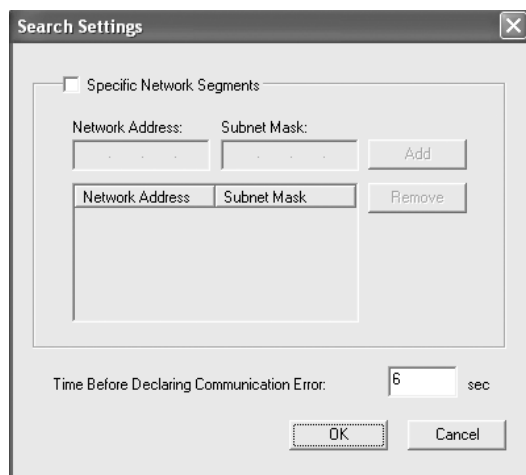 Search Settings
Specific Network Segments
Network Address: Subnet Mask:
Add
Network Address Subnet Mask
Remove
Time Before Declaring Communication Error: 6 sec
OK Cancel